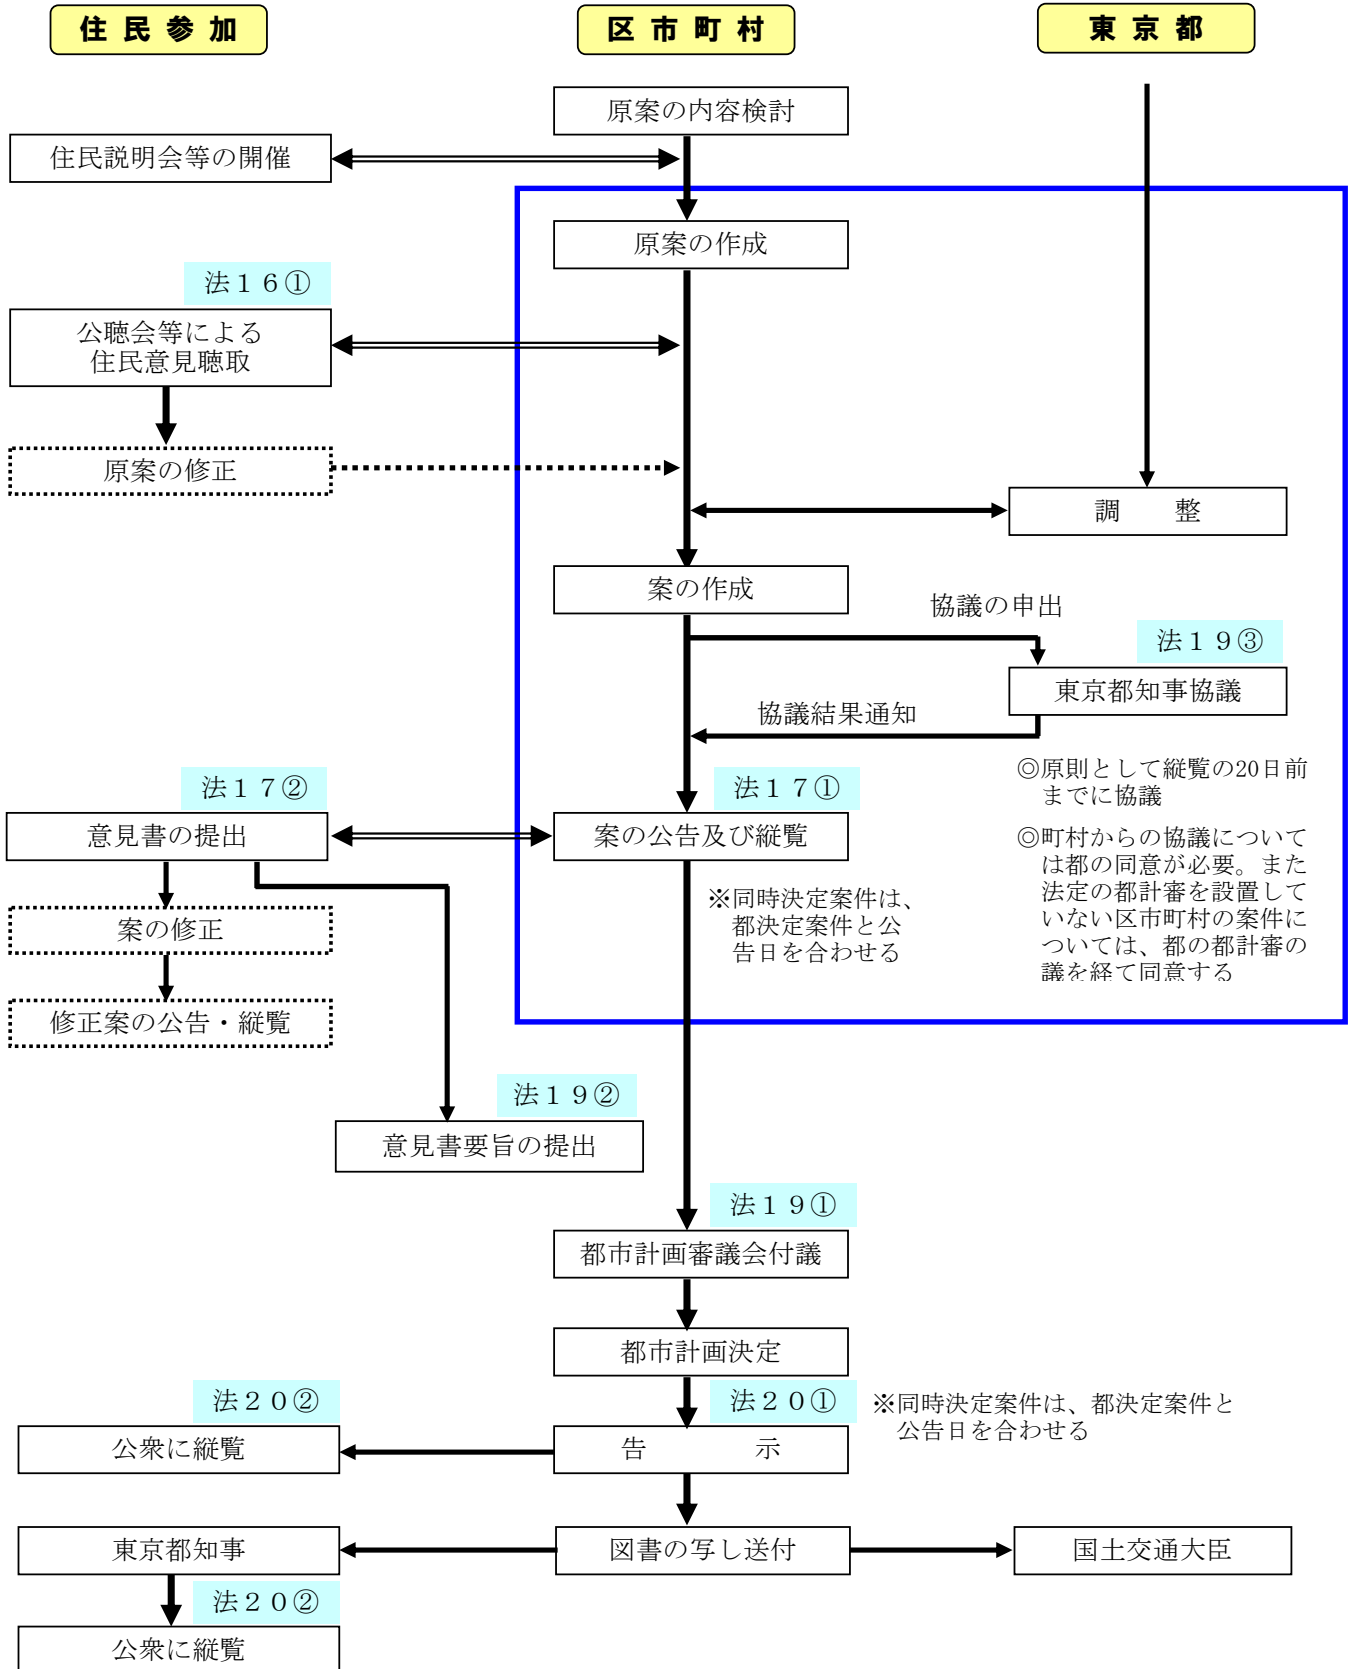 住民参加
区市町村
東京都
原案の内容検討
住民説明会等の開催
原案の作成
法１６①
公聴会等による
住民意見聴取
原案の修正
調　　整
案の作成
協議の申出
法１９③
東京都知事協議
協議結果通知
◎原則として縦覧の20日前
までに協議
法１７②
法１７①
意見書の提出
案の公告及び縦覧
◎町村からの協議について
は都の同意が必要。また
法定の都計審を設置して
いない区市町村の案件に
ついては、都の都計審の
議を経て同意する
※同時決定案件は、
都決定案件と公
告日を合わせる
案の修正
修正案の公告・縦覧
法１９②
意見書要旨の提出
法１９①
都市計画審議会付議
都市計画決定
法２０②
法２０①
※同時決定案件は、都決定案件と
公告日を合わせる
公衆に縦覧
告　　　　示
東京都知事
図書の写し送付
国土交通大臣
法２０②
公衆に縦覧